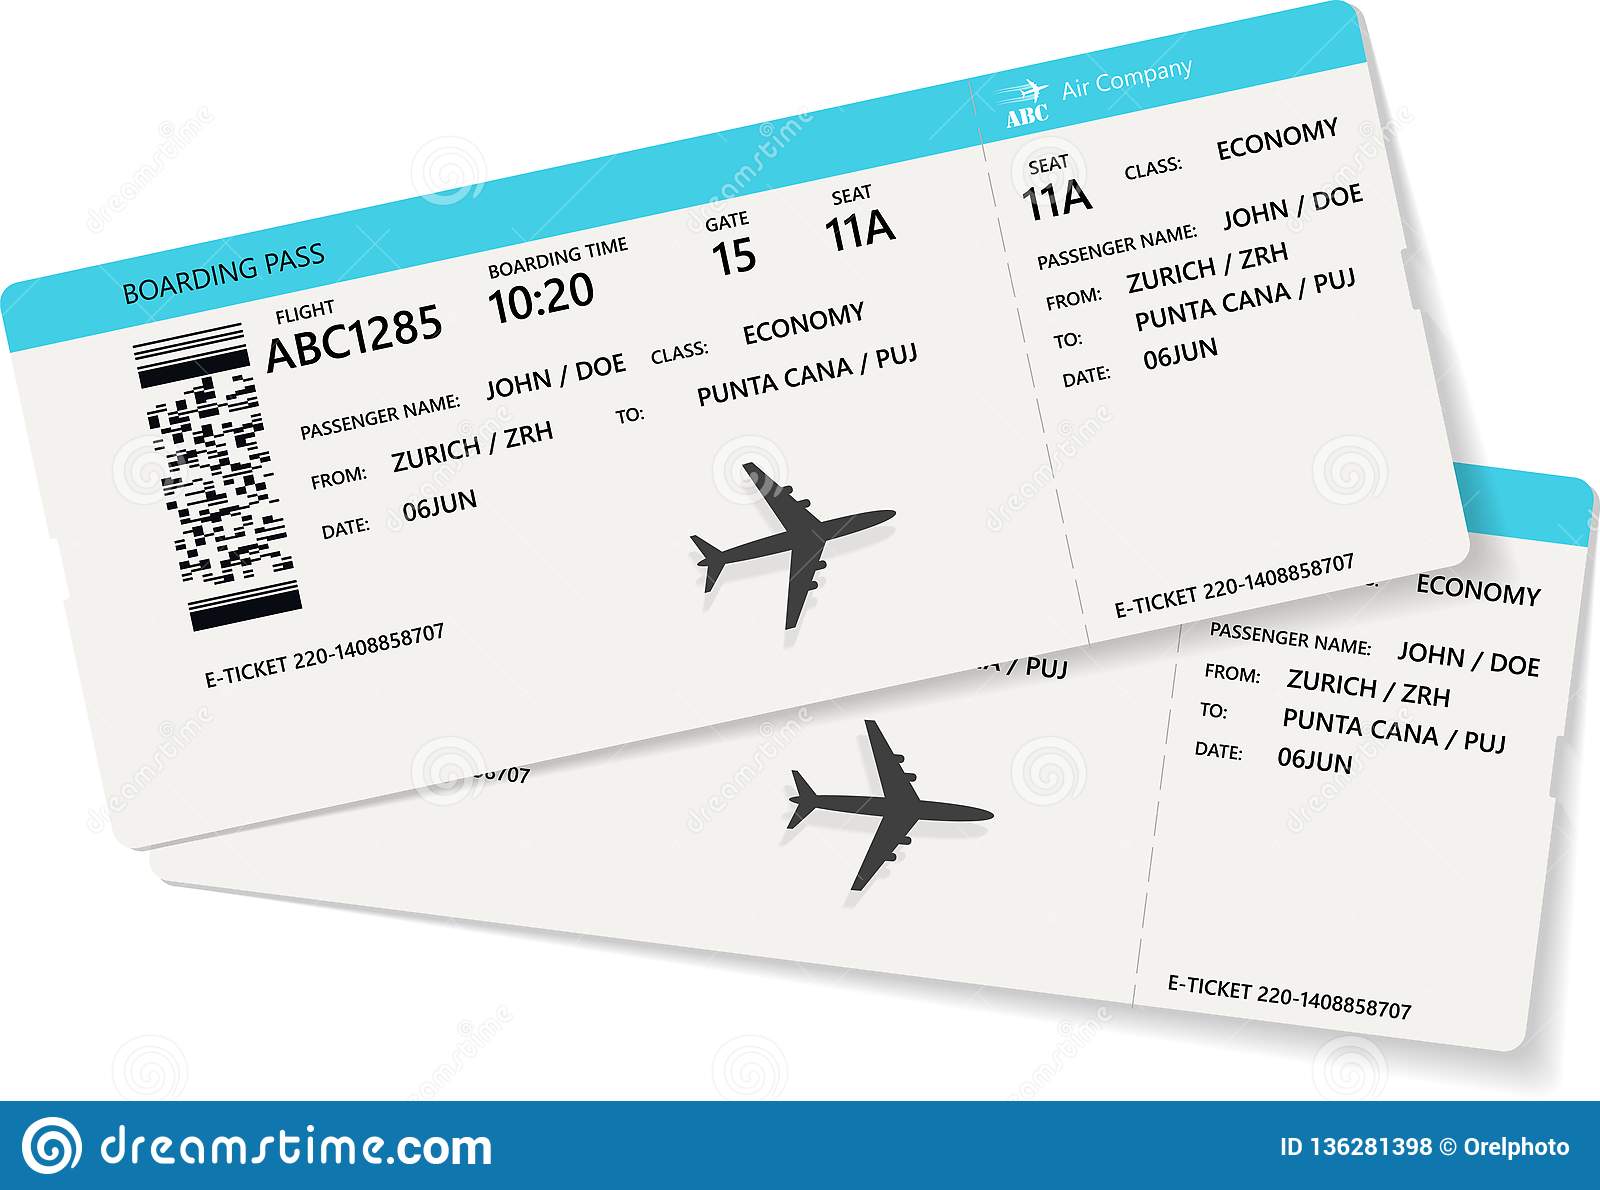 BOARDING PASS
FLIGHT
ABC1285
BOARDING TIME
10:20
GATE
15
SEAT
11A
PASSENGER NAME: JOHN / DOE CLASS: ECONOMY
FROM: ZURICH / ZRH TO: PUNTA CANA / PUJ
DATE: 06JUN
E-TICKET 220-1408858707
ABC Air Company
SEAT
11A
CLASS: ECONOMY
PASSENGER NAME: JOHN / DOE
FROM: ZURICH / ZRH
TO: PUNTA CANA / PUJ
DATE: 06JUN
E-TICKET 220-1408858707
/ PUJ
ECONOMY
PASSENGER NAME: JOHN / DOE
FROM: ZURICH / ZRH
TO: PUNTA CANA / PUJ
DATE: 06JUN
E-TICKET 220-1408858707
dreamstime
dreamstime.com
ID 136281398 © Orelphoto